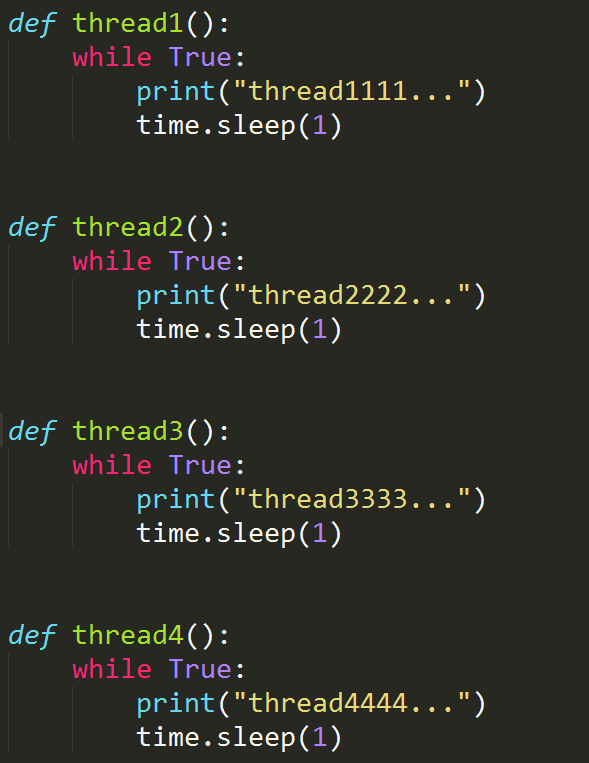 def thread1():
    while True:
        print("thread1111...")
        time.sleep(1)
def thread2():
    while True:
        print("thread2222...")
        time.sleep(1)
def thread3():
    while True:
        print("thread3333...")
        time.sleep(1)
def thread4():
    while True:
        print("thread4444...")
        time.sleep(1)